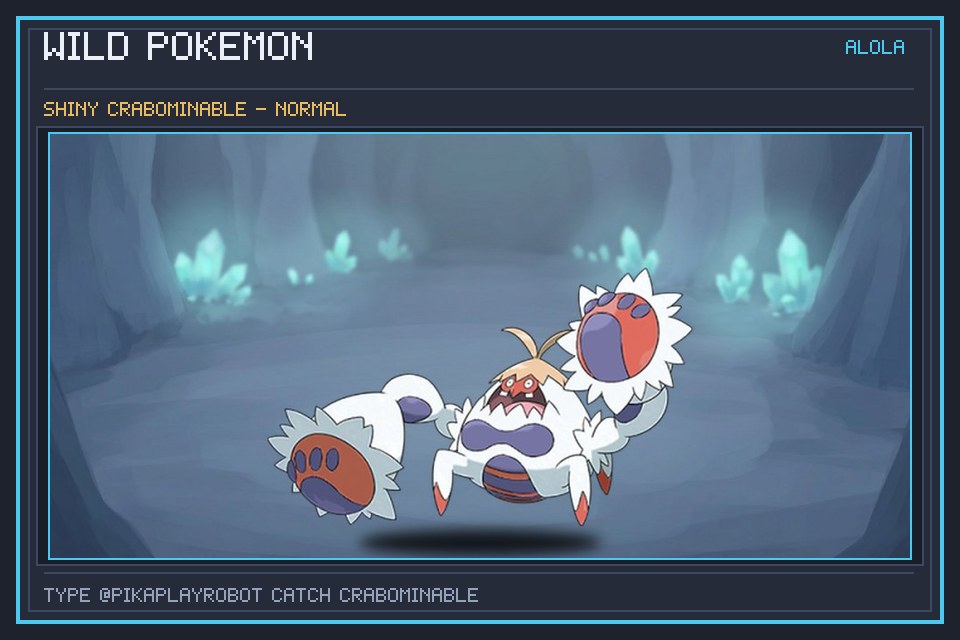 WILD POKEMON
ALOLA
SHINY CRABOMINABLE - NORMAL
TYPE @PIKAPLAYROBOT CATCH CRABOMINABLE